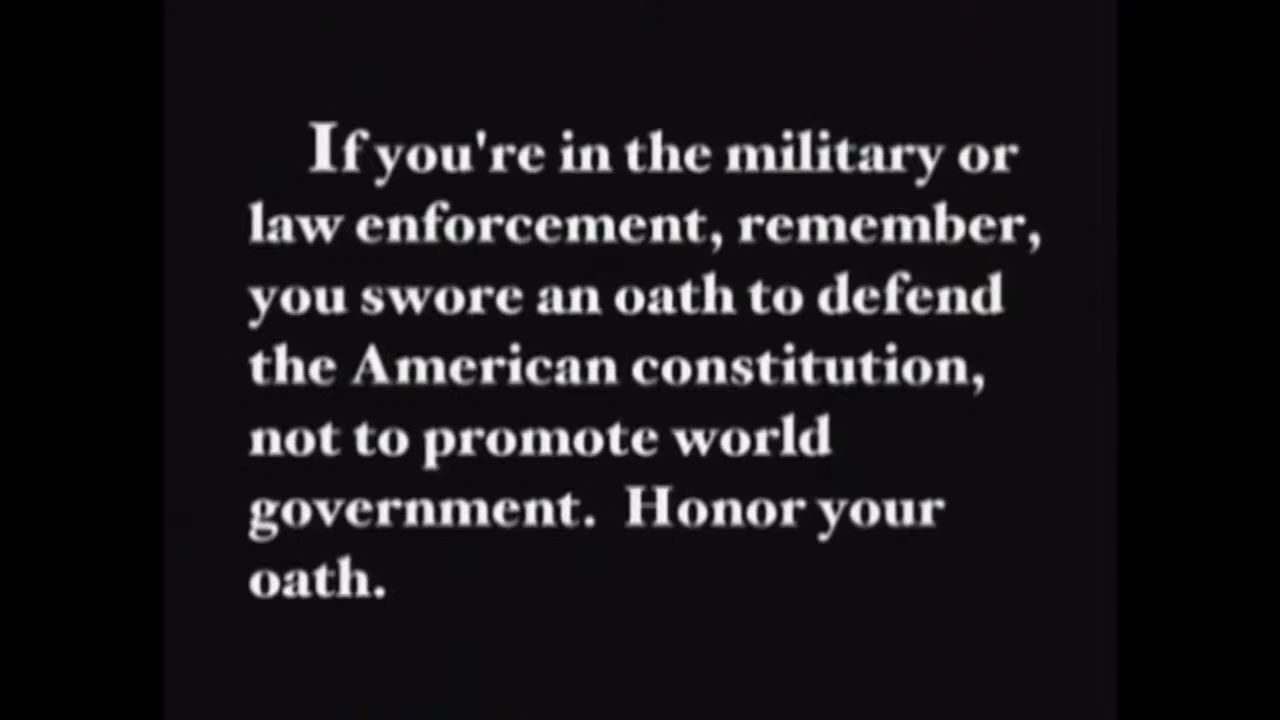 If you're in the military or
law enforcement, remember,
you swore an oath to defend
the American constitution,
not to promote world
government.  Honor your
oath.